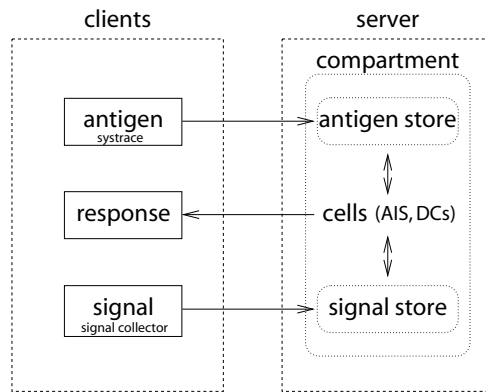 clients
server
compartment
antigen
systrace
antigen store
response
cells (AIS, DCs)
signal
signal collector
signal store